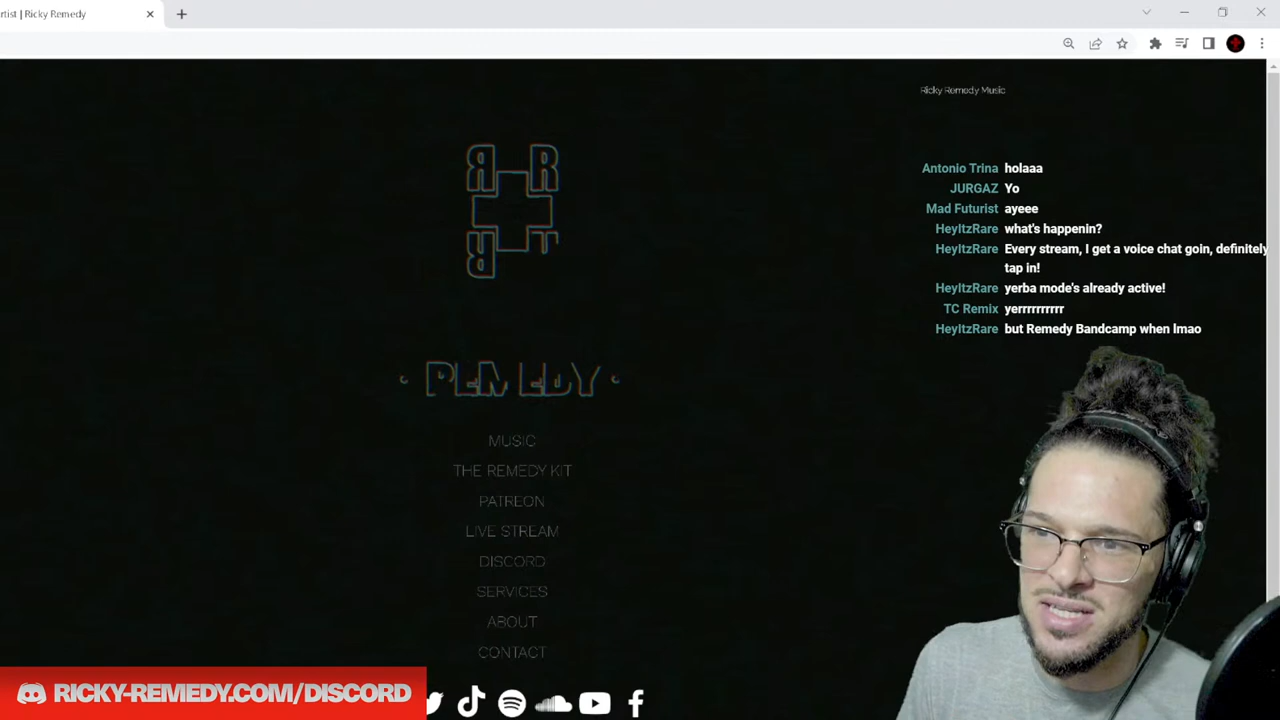 rtist | Ricky Remedy
Ricky Remedy Music
Antonio Trina holaaa
JURGAZ Yo
Mad Futurist ayeee
HeyItzRare what's happenin?
HeyItzRare Every stream, I get a voice chat goin, definitely
tap in!
HeyItzRare yerba mode's already active!
TC Remix yerrrrrrrrrr
HeyItzRare but Remedy Bandcamp when lmao
· REMEDY ·
MUSIC
THE REMEDY KIT
PATREON
LIVE STREAM
DISCORD
SERVICES
ABOUT
CONTACT
RICKY-REMEDY.COM/DISCORD